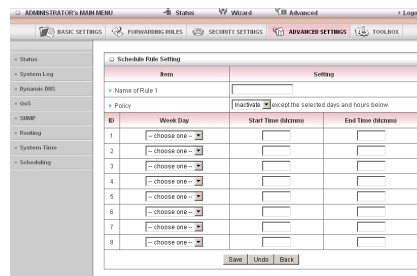 ADMINISTRATOR's MAIN MENU Status Wizard Advanced Logo
BASIC SETTINGS FORWARDING RULES SECURITY SETTINGS ADVANCED SETTINGS TOOLBOX
Status
System Log
Dynamic DNS
QoS
SNMP
Routing
System Time
Scheduling
Schedule Rule Setting
Item Setting
Name of Rule 1
Policy Inactivate except the selected days and hours below.
ID Week Day Start Time (hh:mm) End Time (hh:mm)
1 -- choose one --
2 -- choose one --
3 -- choose one --
4 -- choose one --
5 -- choose one --
6 -- choose one --
7 -- choose one --
8 -- choose one --
Save Undo Back